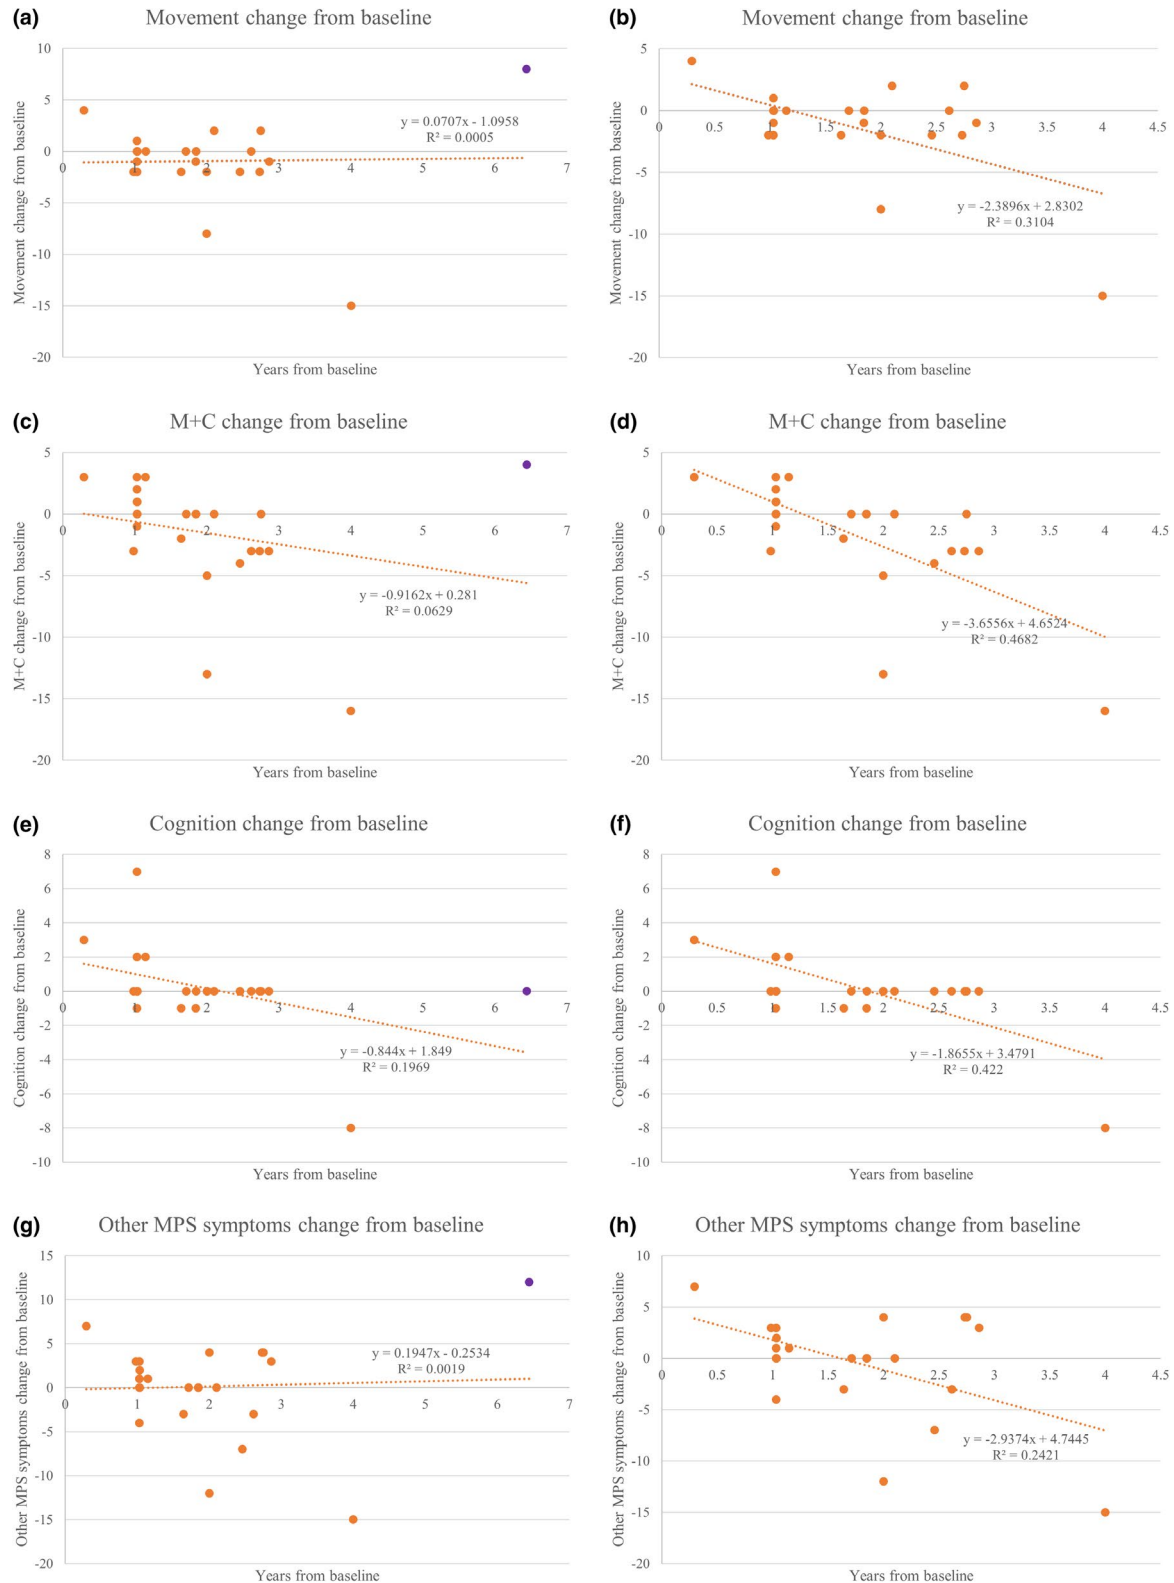 (a)
Movement change from baseline
10
5
0
-5
-10
-15
-20
0
1
2
3
4
5
6
7
y = 0.0707x - 1.0958
R² = 0.0005
Movement change from baseline
Years from baseline
(b)
Movement change from baseline
5
0
-5
-10
-15
-20
0
0.5
1
1.5
2
2.5
3
3.5
4
4.5
y = -2.3896x + 2.8302
R² = 0.3104
Movement change from baseline
Years from baseline
(c)
M+C change from baseline
5
0
-5
-10
-15
-20
0
1
2
3
4
5
6
7
y = -0.9162x + 0.281
R² = 0.0629
M+C change from baseline
Years from baseline
(d)
M+C change from baseline
5
0
-5
-10
-15
-20
0
0.5
1
1.5
2
2.5
3
3.5
4
4.5
y = -3.6556x + 4.6524
R² = 0.4682
M+C change from baseline
Years from baseline
(e)
Cognition change from baseline
8
6
4
2
0
-2
-4
-6
-8
-10
0
1
2
3
4
5
6
7
y = -0.844x + 1.849
R² = 0.1969
Cognition change from baseline
Years from baseline
(f)
Cognition change from baseline
8
6
4
2
0
-2
-4
-6
-8
-10
0
0.5
1
1.5
2
2.5
3
3.5
4
4.5
y = -1.8655x + 3.4791
R² = 0.422
Cognition change from baseline
Years from baseline
(g)
Other MPS symptoms change from baseline
15
10
5
0
-5
-10
-15
-20
0
1
2
3
4
5
6
7
y = 0.1947x - 0.2534
R² = 0.0019
Other MPS symptoms change from baseline
Years from baseline
(h)
Other MPS symptoms change from baseline
10
5
0
-5
-10
-15
-20
0
0.5
1
1.5
2
2.5
3
3.5
4
4.5
y = -2.9374x + 4.7445
R² = 0.2421
Other MPS symptoms change from baseline
Years from baseline